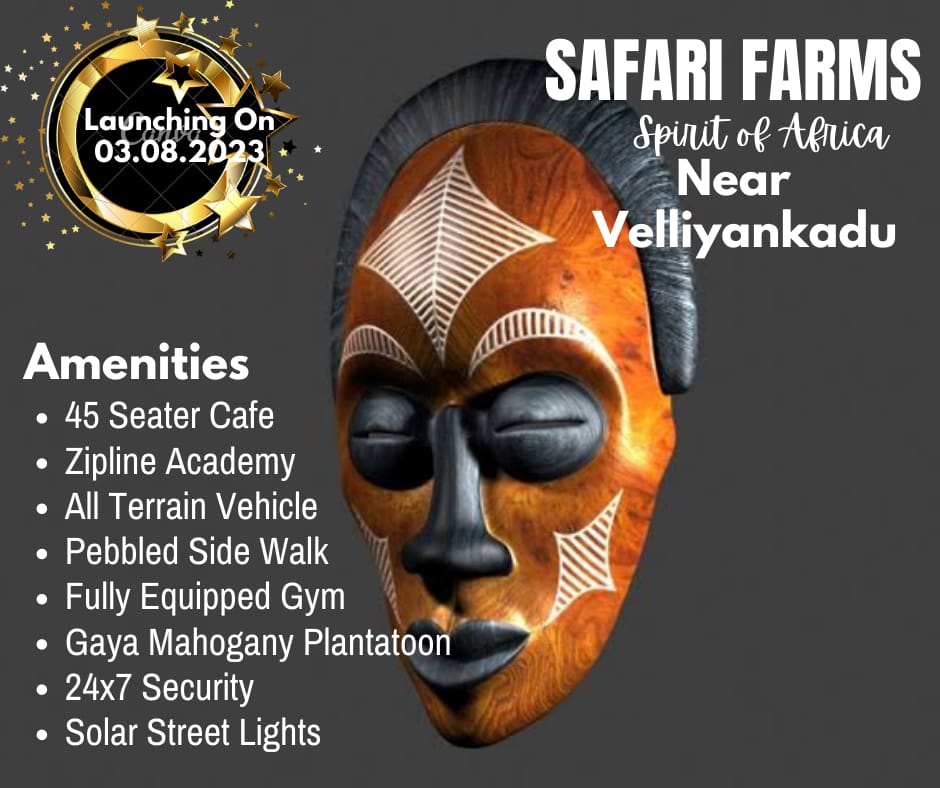 Launching On
03.08.2023
Canva
SAFARI FARMS
Spirit of Africa
Near
Velliyankadu
Amenities
• 45 Seater Cafe
• Zipline Academy
• All Terrain Vehicle
• Pebbled Side Walk
• Fully Equipped Gym
• Gaya Mahogany Plantatoon
• 24x7 Security
• Solar Street Lights